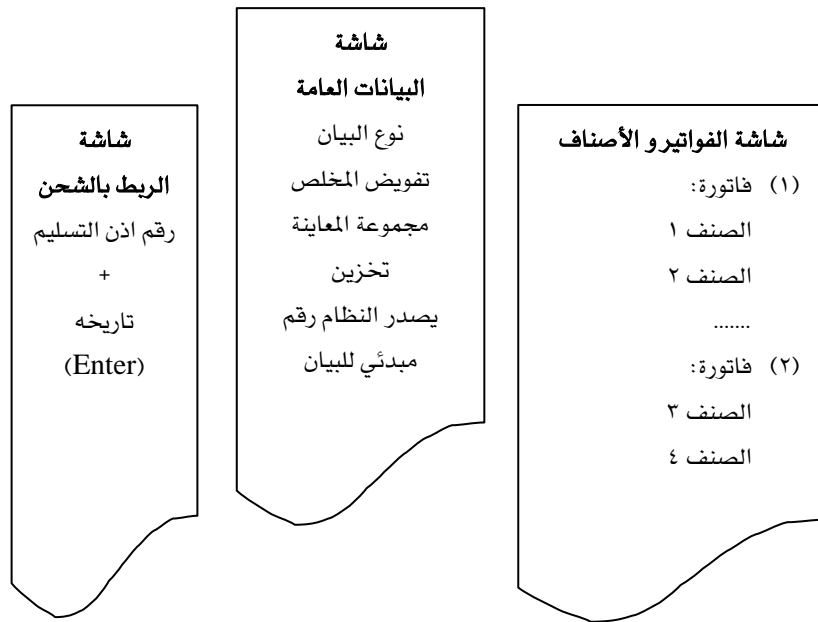 شاشة الفواتير و الأصناف
(١) فاتورة:
الصنف ١
الصنف ٢
.......
(٢) فاتورة:
الصنف ٣
الصنف ٤
شاشة
البيانات العامة
نوع البيان
تفويض المخلص
مجموعة المعاينة
تخزين
يصدر النظام رقم
مبدئي للبيان
شاشة
الربط بالشحن
رقم اذن التسليم
+
تاريخه
(Enter)